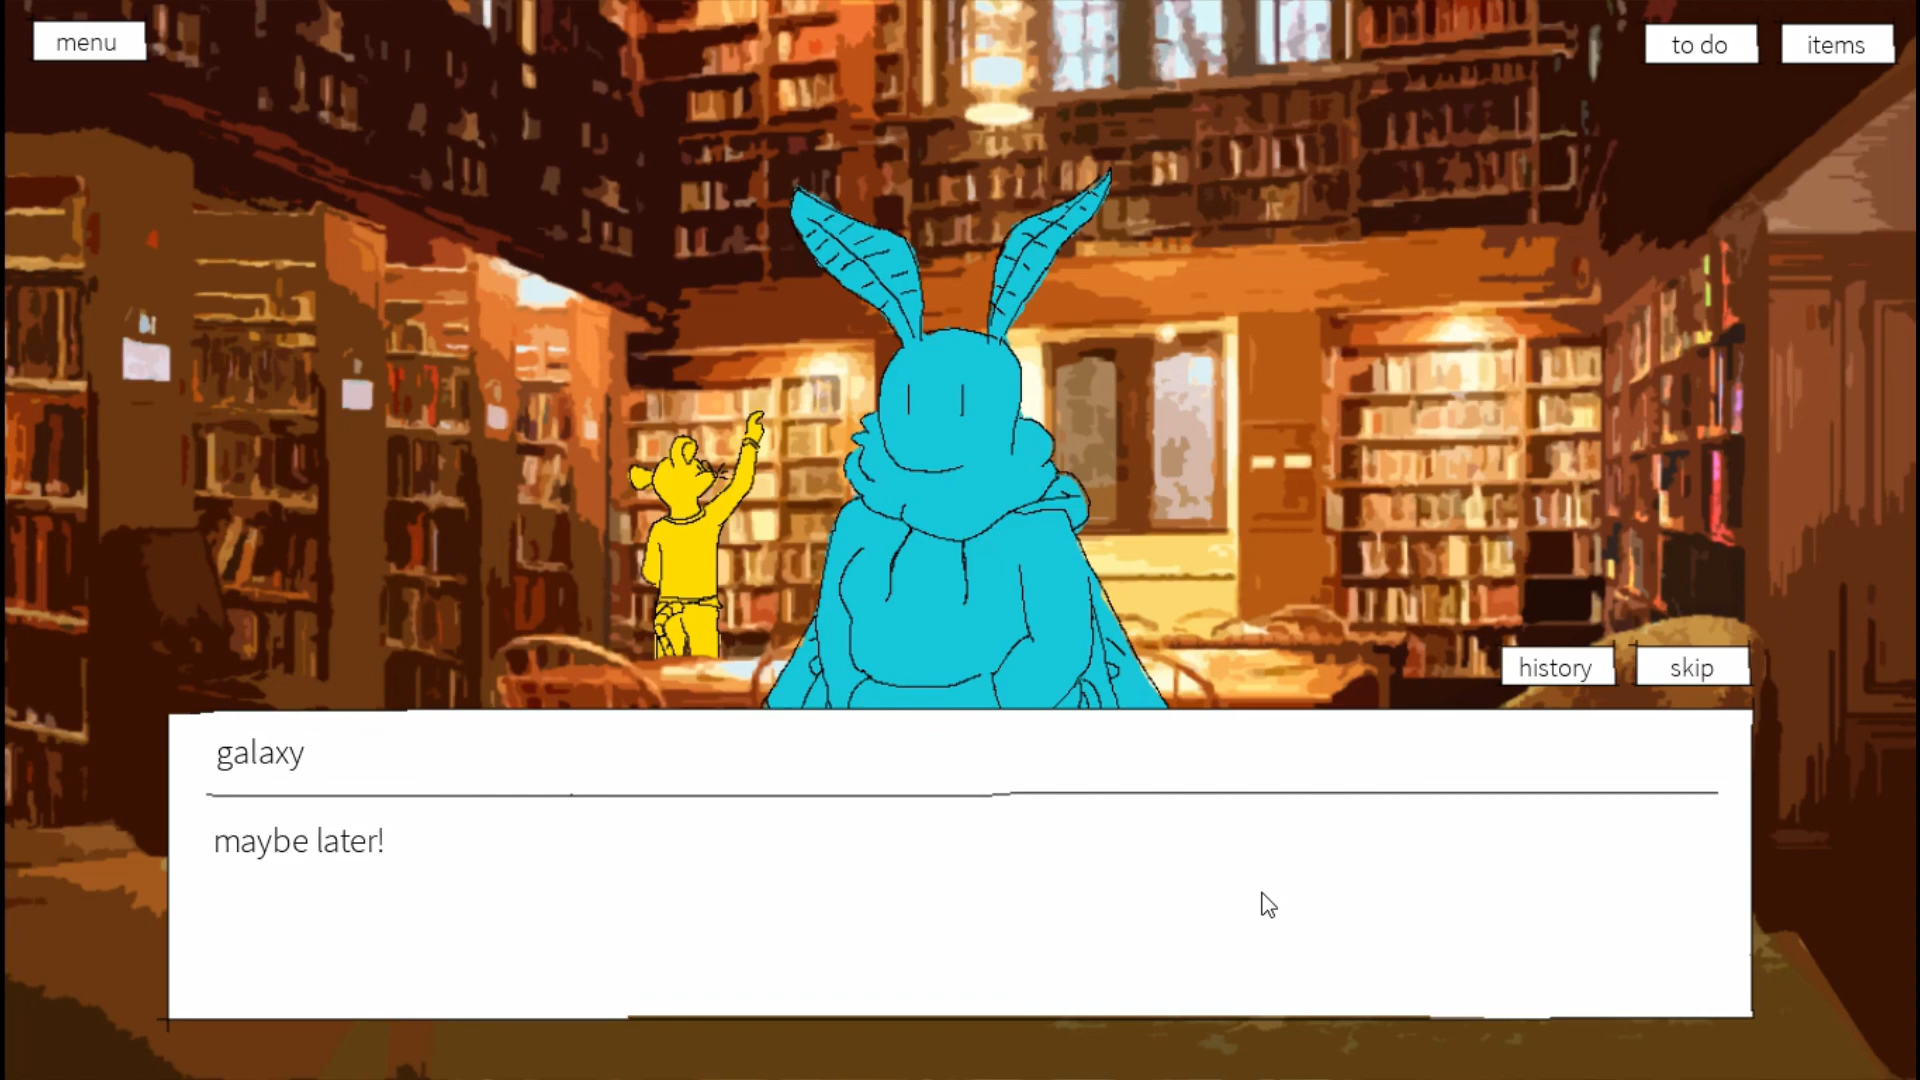 menu
to do
items
history
skip
galaxy
maybe later!